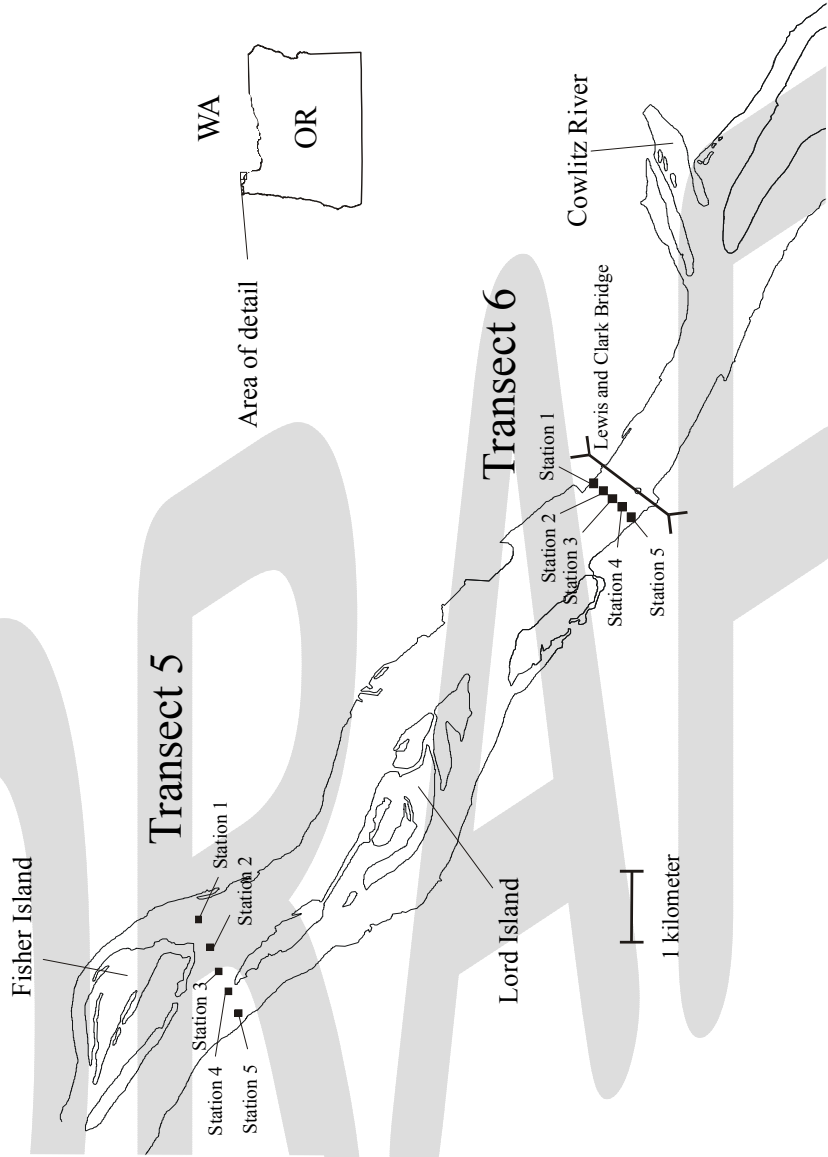 WA
OR
Area of detail
Cowlitz River
Lewis and Clark Bridge
Transect 6
Station 1
Station 2
Station 3
Station 4
Station 5
Transect 5
Station 1
Station 2
Station 3
Station 4
Station 5
Fisher Island
Lord Island
1 kilometer
DRAFT